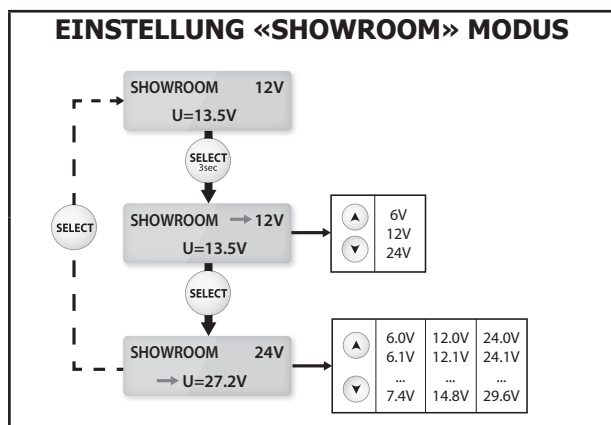 EINSTELLUNG «SHOWROOM» MODUS
SHOWROOM 12V
U=13.5V
SELECT
3sec
SHOWROOM → 12V
U=13.5V
6V
12V
24V
SELECT
SELECT
SHOWROOM 24V
→ U=27.2V
6.0V 12.0V 24.0V
6.1V 12.1V 24.1V
... ... ...
7.4V 14.8V 29.6V